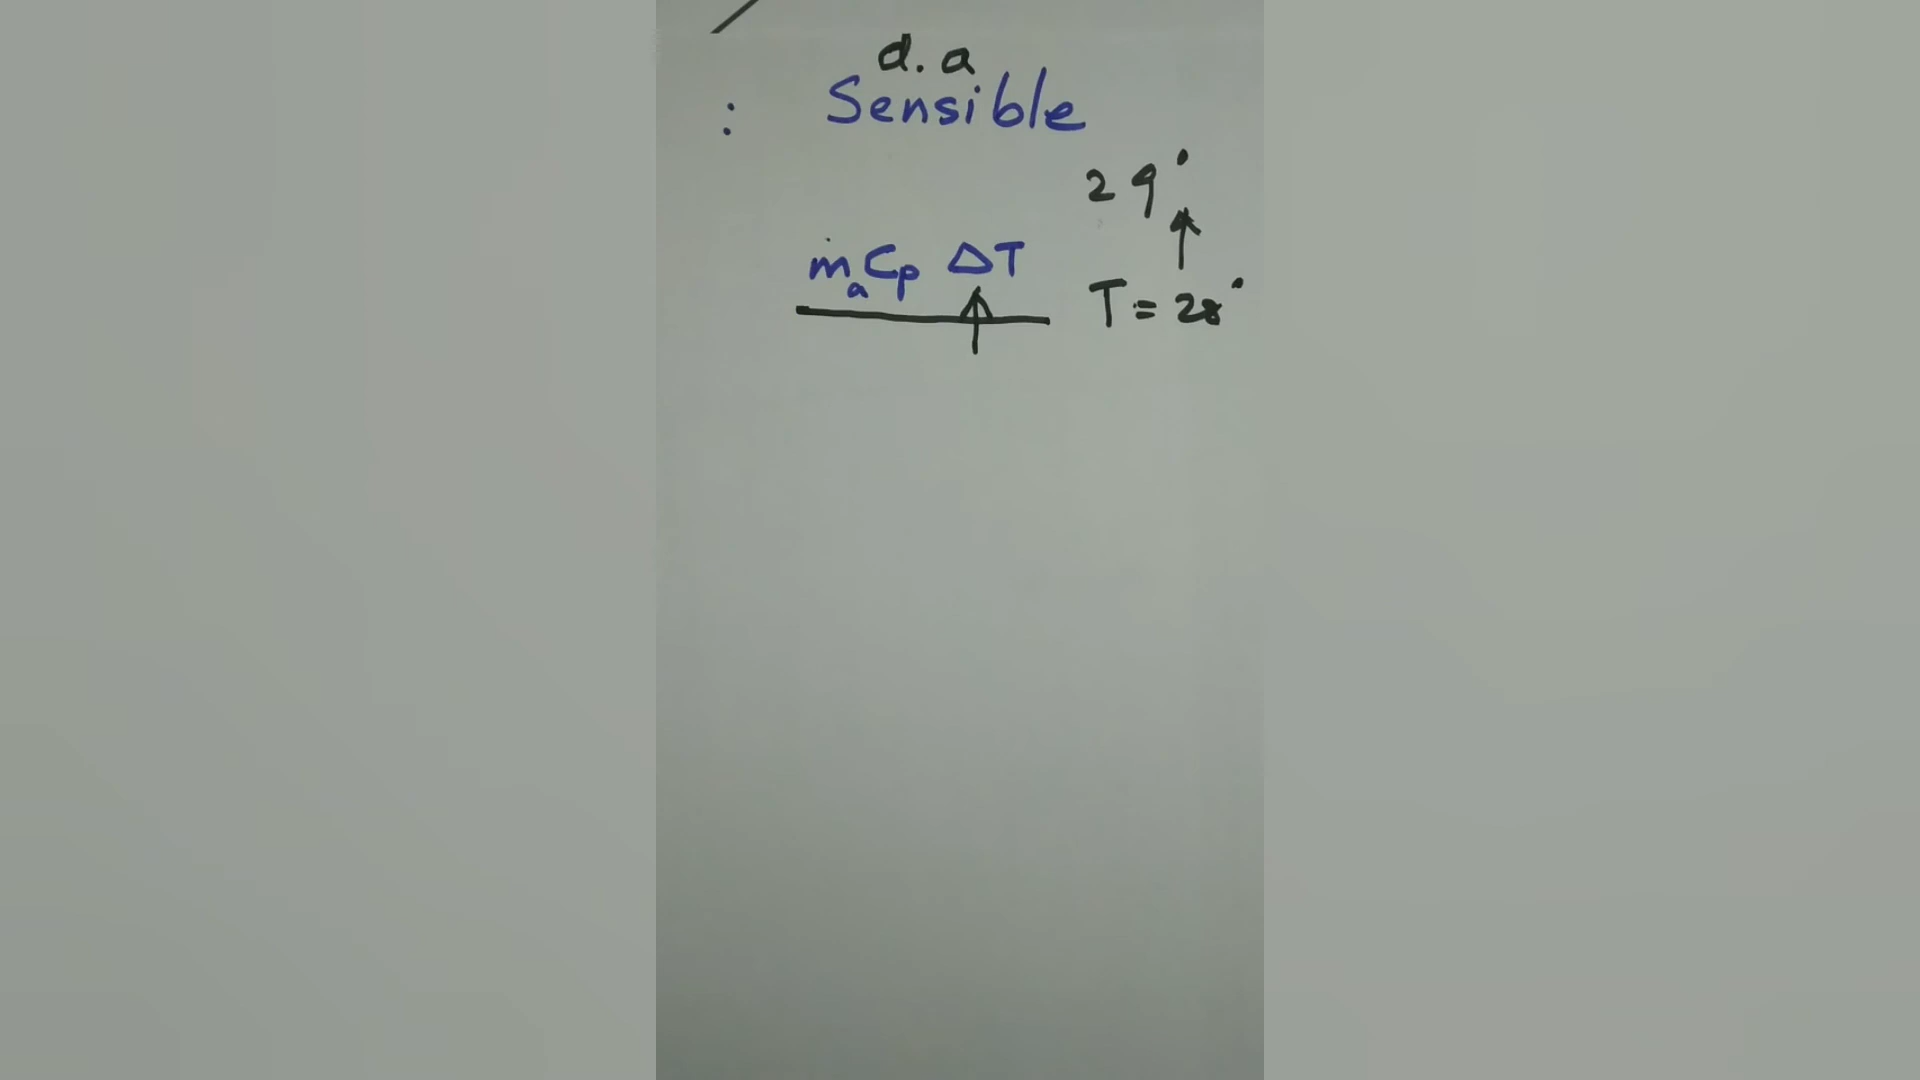 d. a
: Sensible
29°
ṁₐCₚ ΔT
T = 28°